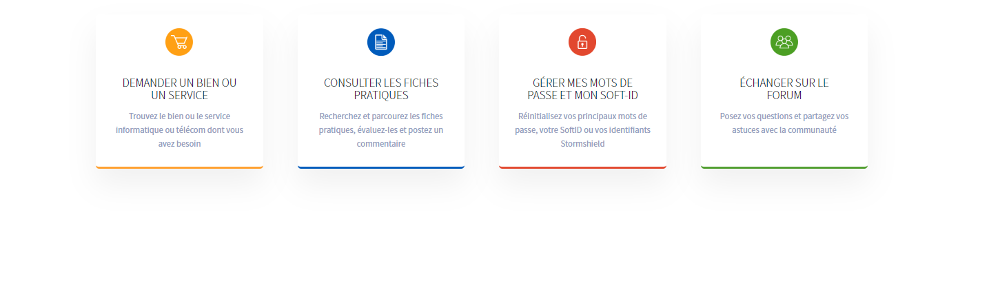 DEMANDER UN BIEN OU
UN SERVICE
Trouvez le bien ou le service
informatique ou télécom dont vous
avez besoin
CONSULTER LES FICHES
PRATIQUES
Recherchez et parcourez les fiches
pratiques, évaluez-les et postez un
commentaire
GÉRER MES MOTS DE
PASSE ET MON SOFT-ID
Réinitialisez vos principaux mots de
passe, votre SoftID ou vos identifiants
Stormshield
ÉCHANGER SUR LE
FORUM
Posez vos questions et partagez vos
astuces avec la communauté